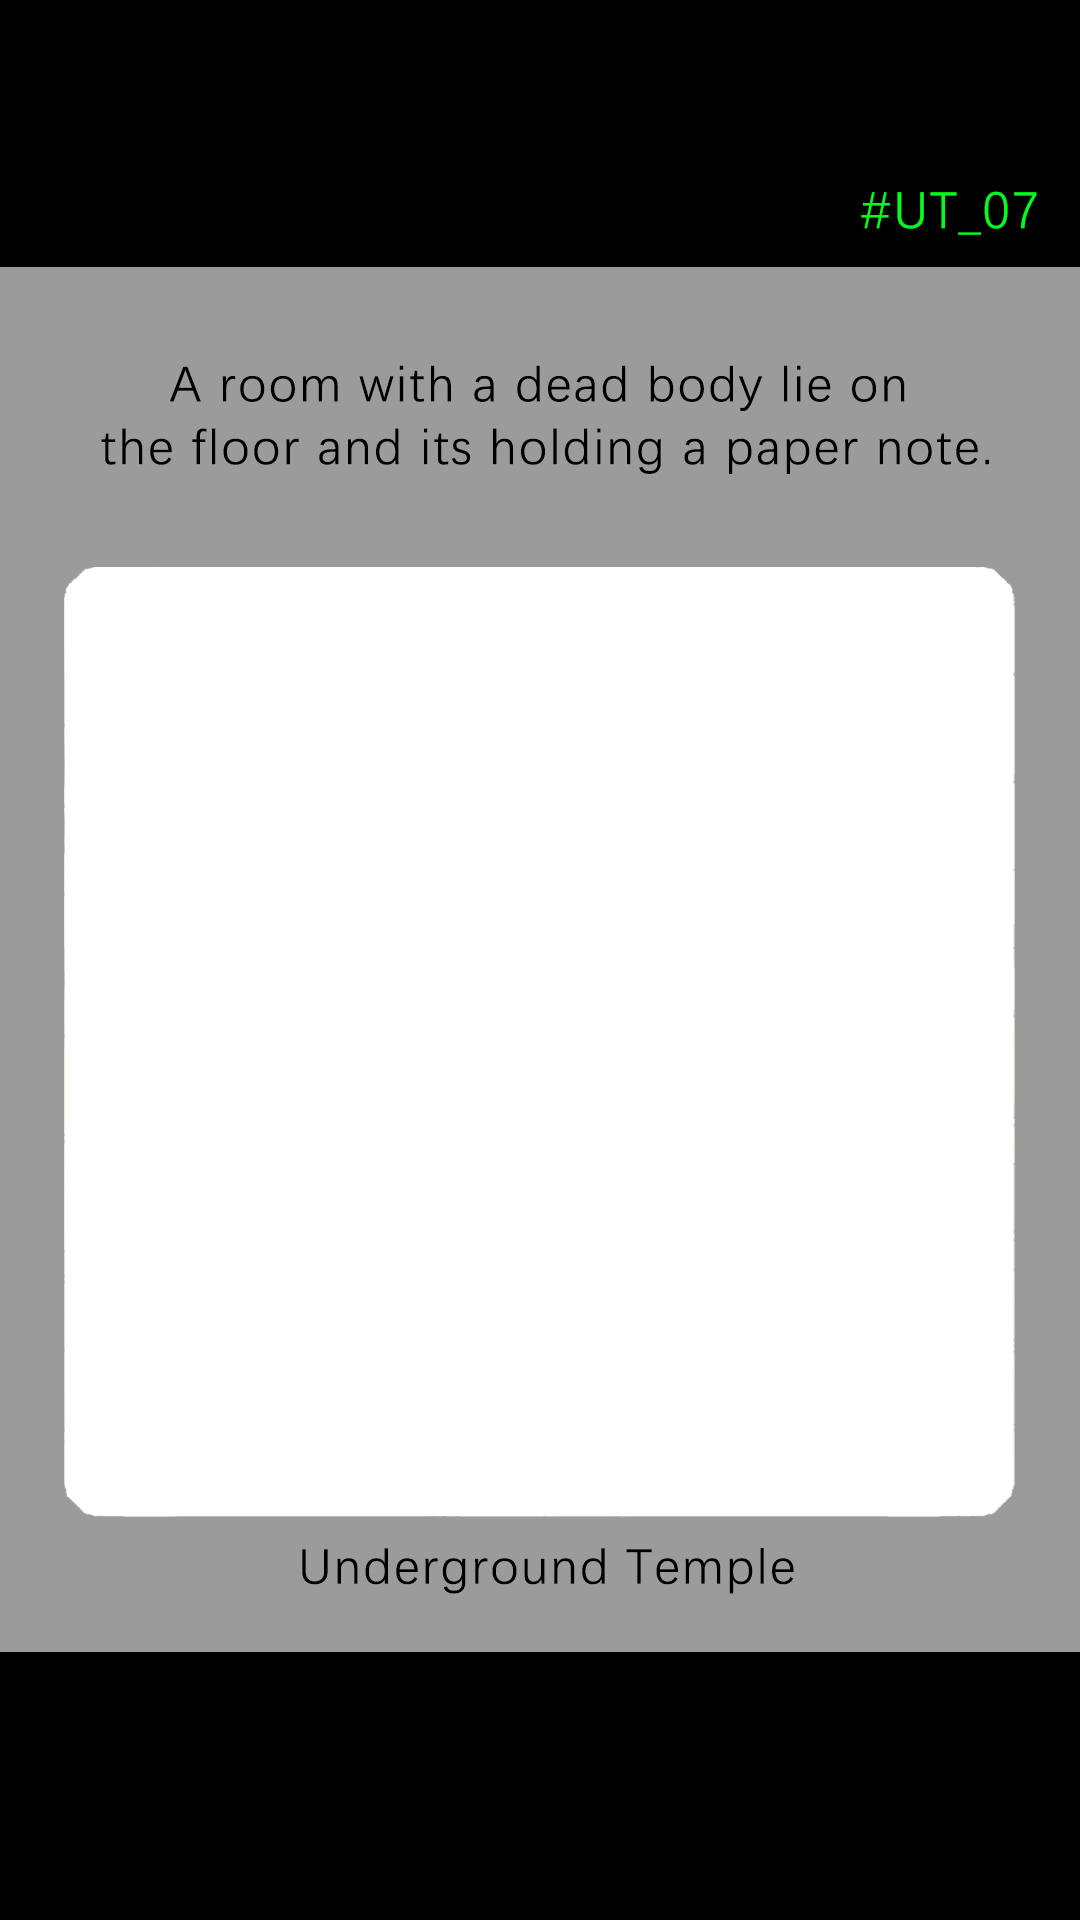 #UT_07
A room with a dead body lie on
the floor and its holding a paper note.
Underground Temple